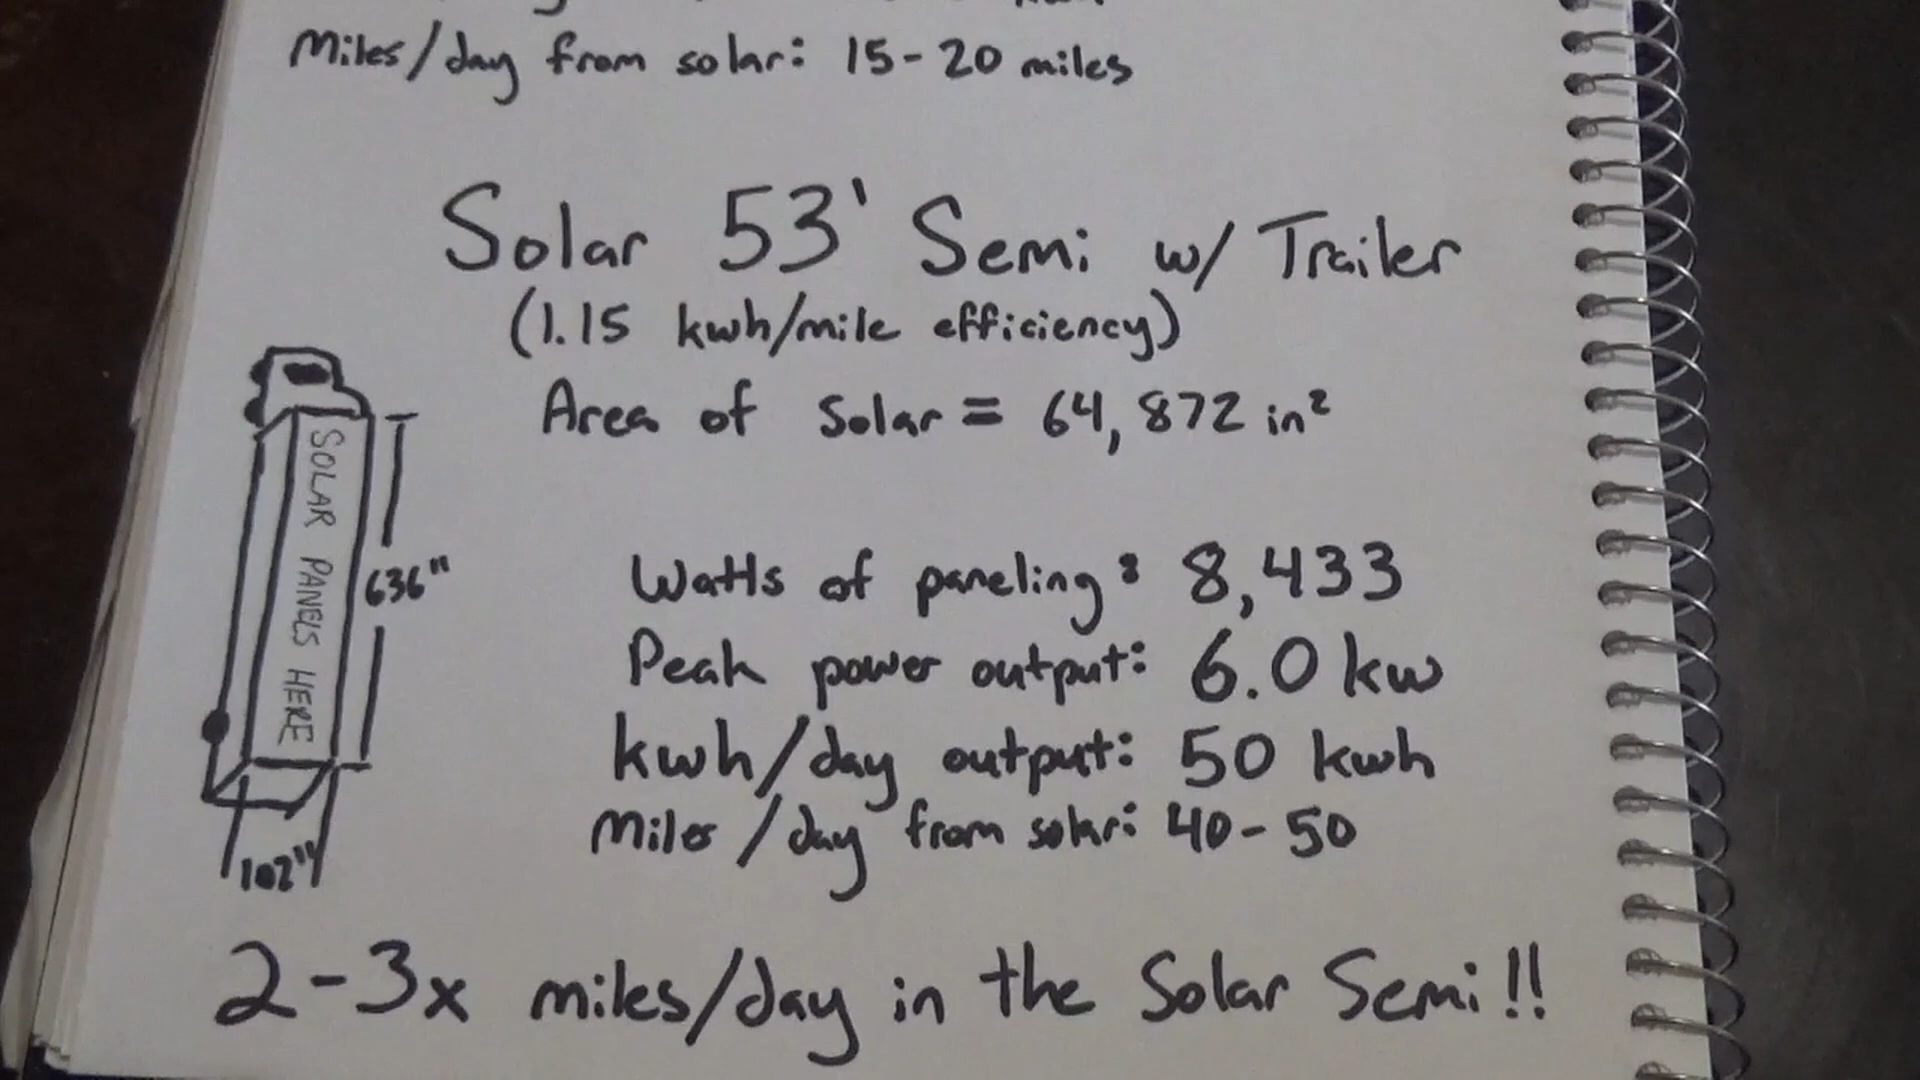 Miles/day from solar: 15-20 miles
Solar 53' Semi w/ Trailer
(1.15 kwh/mile efficiency)
Area of Solar = 64,872 in²
SOLAR PANELS HERE
636"
102"
Watts of paneling: 8,433
Peak power output: 6.0 kw
kwh/day output: 50 kwh
Miles/day from solar: 40-50
2-3x miles/day in the Solar Semi!!